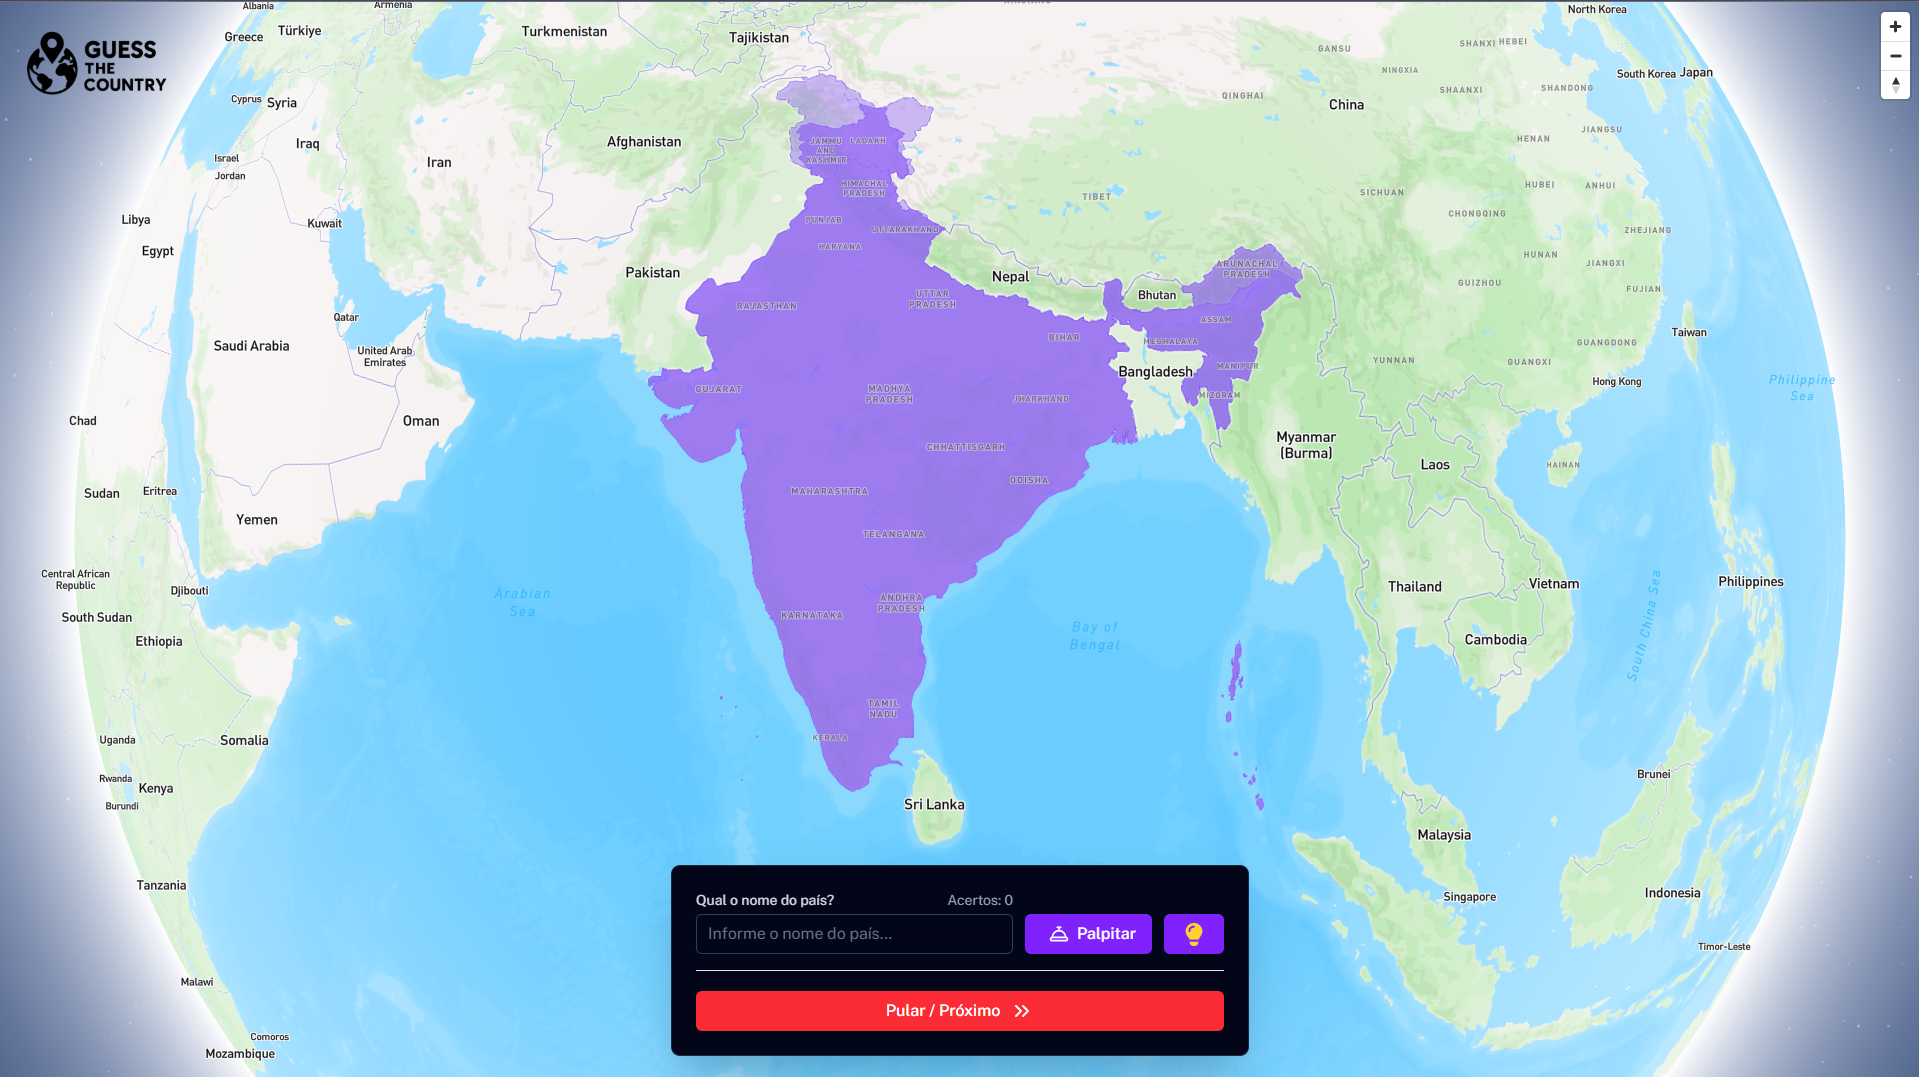 GUESS
THE
COUNTRY
Albania
Armenia
North Korea
Greece
Türkiye
Turkmenistan
Tajikistan
GANSU
SHANXI
HEBEI
NINGXIA
South Korea
Japan
Cyprus
Syria
QINGHAI
SHAANXI
SHANDONG
China
Iraq
Iran
Afghanistan
JAMMU
AND
KASHMIR
LADAKH
HENAN
JIANGSU
Israel
Jordan
HIMACHAL
PRADESH
TIBET
SICHUAN
HUBEI
ANHUI
Libya
Kuwait
PUNJAB
UTTARAKHAND
CHONGQING
ZHEJIANG
Egypt
HARYANA
HUNAN
JIANGXI
Pakistan
Nepal
ARUNACHAL
PRADESH
GUIZHOU
FUJIAN
Bhutan
RAJASTHAN
UTTAR
PRADESH
Qatar
ASSAM
Taiwan
Saudi Arabia
United Arab
Emirates
BIHAR
MEGHALAYA
GUANGDONG
YUNNAN
GUANGXI
Bangladesh
MANIPUR
Hong Kong
Philippine
Sea
GUJARAT
MADHYA
PRADESH
JHARKHAND
MIZORAM
Chad
Oman
CHHATTISGARH
Myanmar
(Burma)
Laos
HAINAN
Sudan
Eritrea
MAHARASHTRA
ODISHA
Yemen
TELANGANA
Central African
Republic
Djibouti
Arabian
Sea
ANDHRA
PRADESH
Thailand
Vietnam
Philippines
South Sudan
KARNATAKA
Bay of
Bengal
South China Sea
Ethiopia
Cambodia
TAMIL
NADU
Uganda
Somalia
KERALA
Rwanda
Kenya
Burundi
Sri Lanka
Brunei
Malaysia
Tanzania
Singapore
Indonesia
Timor-Leste
Malawi
Comoros
Mozambique
Qual o nome do país?
Acertos: 0
Informe o nome do país...
Palpitar
Pular / Próximo